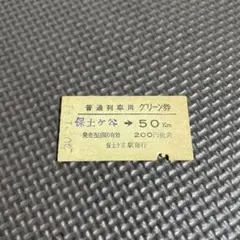 普通列車用 グリーン券
保土ヶ谷 → 50Km
発売当日限り有効 200円
保土ケ谷駅発行